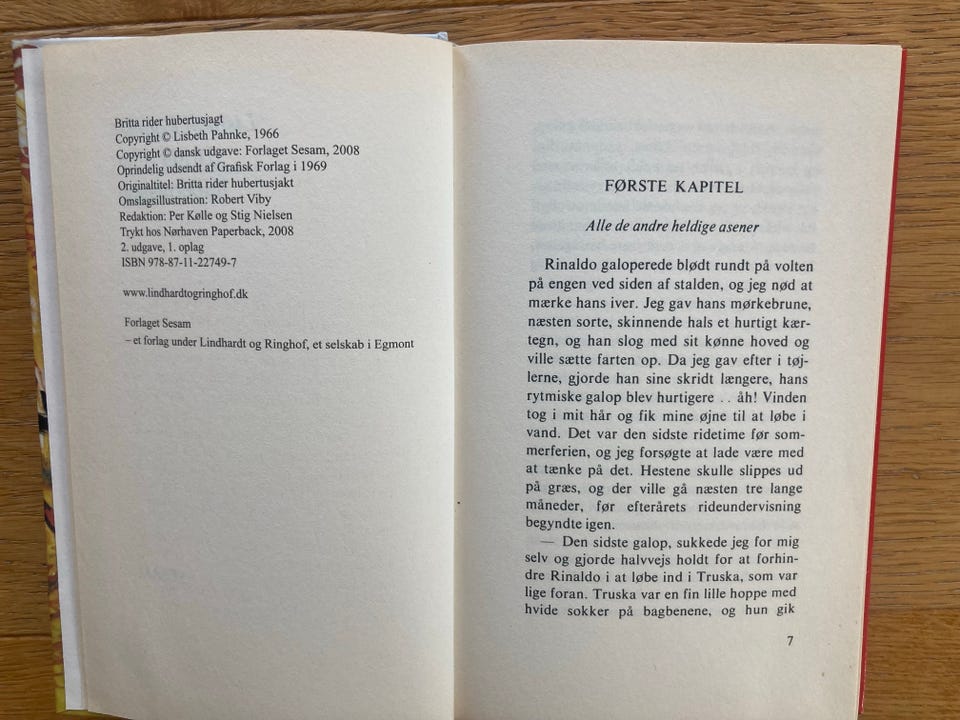 Britta rider hubertusjagt
Copyright © Lisbeth Pahnke, 1966
Copyright © dansk udgave: Forlaget Sesam, 2008
Oprindelig udsendt af Grafisk Forlag i 1969
Originaltitel: Britta rider hubertusjakt
Omslagsillustration: Robert Viby
Redaktion: Per Kølle og Stig Nielsen
Trykt hos Nørhaven Paperback, 2008
2. udgave, 1. oplag
ISBN 978-87-11-22749-7
www.lindhardtogringhof.dk
Forlaget Sesam
– et forlag under Lindhardt og Ringhof, et selskab i Egmont
FØRSTE KAPITEL
Alle de andre heldige asener
Rinaldo galoperede blødt rundt på volten
på engen ved siden af stalden, og jeg nød at
mærke hans iver. Jeg gav hans mørkebrune,
næsten sorte, skinnende hals et hurtigt kær-
tegn, og han slog med sit kønne hoved og
ville sætte farten op. Da jeg gav efter i tøj-
lerne, gjorde han sine skridt længere, hans
rytmiske galop blev hurtigere .. åh! Vinden
tog i mit hår og fik mine øjne til at løbe i
vand. Det var den sidste ridetime før som-
merferien, og jeg forsøgte at lade være med
at tænke på det. Hestene skulle slippes ud
på græs, og der ville gå næsten tre lange
måneder, før efterårets rideundervisning
begyndte igen.
— Den sidste galop, sukkede jeg for mig
selv og gjorde halvvejs holdt for at forhin-
dre Rinaldo i at løbe ind i Truska, som var
lige foran. Truska var en fin lille hoppe med
hvide sokker på bagbenene, og hun gik
7